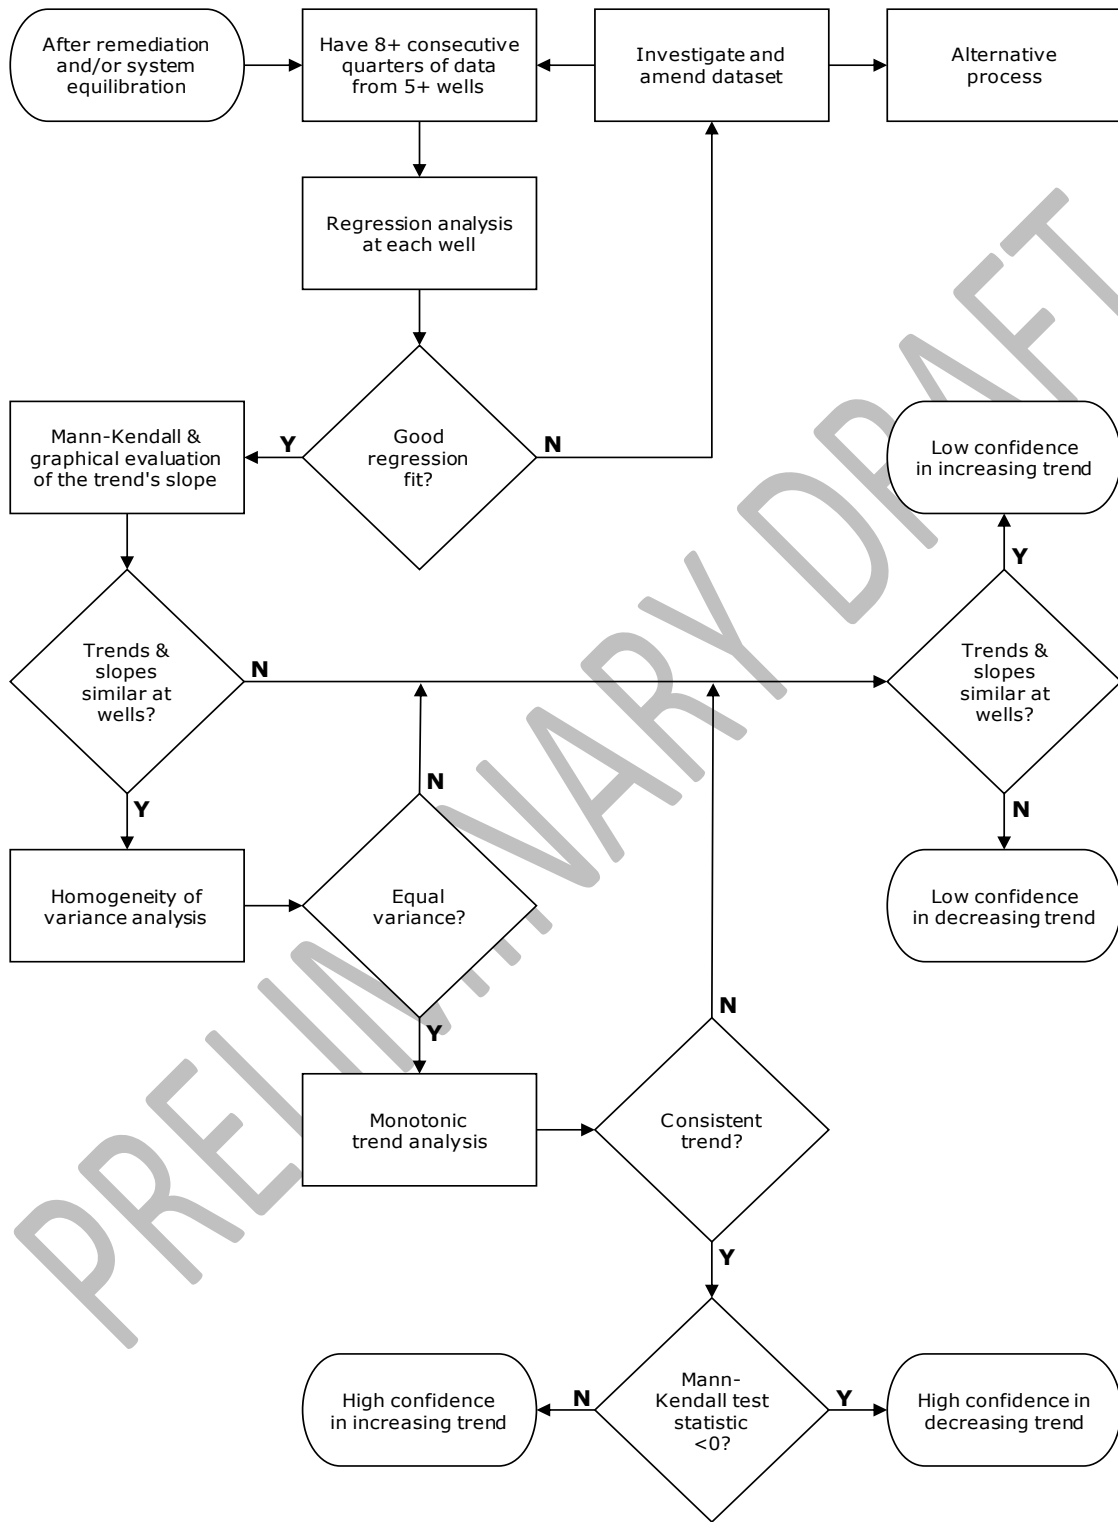 After remediation
and/or system
equilibration
Have 8+ consecutive
quarters of data
from 5+ wells
Investigate and
amend dataset
Alternative
process
Regression analysis
at each well
Good
regression
fit?
Y
N
Mann-Kendall &
graphical evaluation
of the trend's slope
Low confidence
in increasing trend
Trends &
slopes
similar at
wells?
N
Y
Trends &
slopes
similar at
wells?
Y
N
Homogeneity of
variance analysis
Equal
variance?
N
Y
Low confidence
in decreasing trend
Monotonic
trend analysis
Consistent
trend?
N
Y
Mann-
Kendall test
statistic
<0?
N
Y
High confidence
in increasing trend
High confidence in
decreasing trend
PRELIMINARY DRAFT